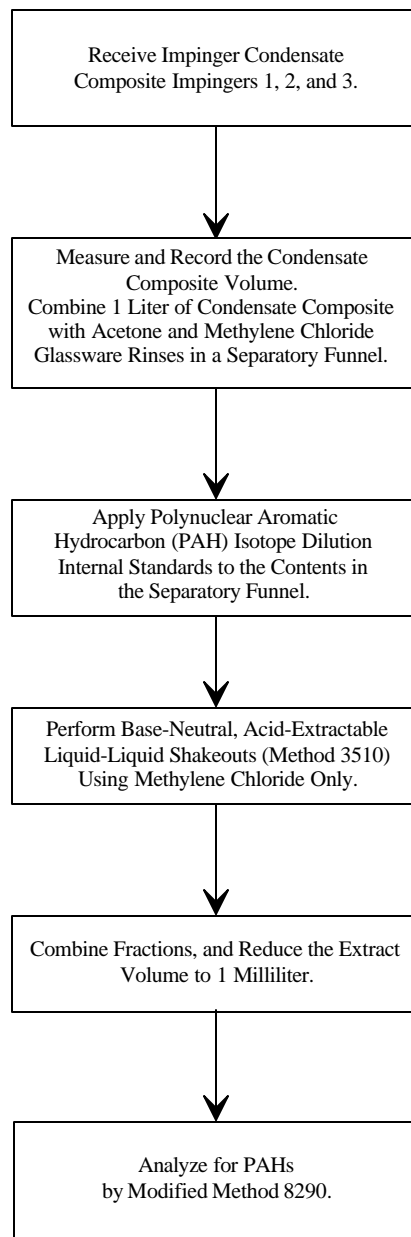 Receive Impinger Condensate
Composite Impingers 1, 2, and 3.
Measure and Record the Condensate
Composite Volume.
Combine 1 Liter of Condensate Composite
with Acetone and Methylene Chloride
Glassware Rinses in a Separatory Funnel.
Apply Polynuclear Aromatic
Hydrocarbon (PAH) Isotope Dilution
Internal Standards to the Contents in
the Separatory Funnel.
Perform Base-Neutral, Acid-Extractable
Liquid-Liquid Shakeouts (Method 3510)
Using Methylene Chloride Only.
Combine Fractions, and Reduce the Extract
Volume to 1 Milliliter.
Analyze for PAHs
by Modified Method 8290.